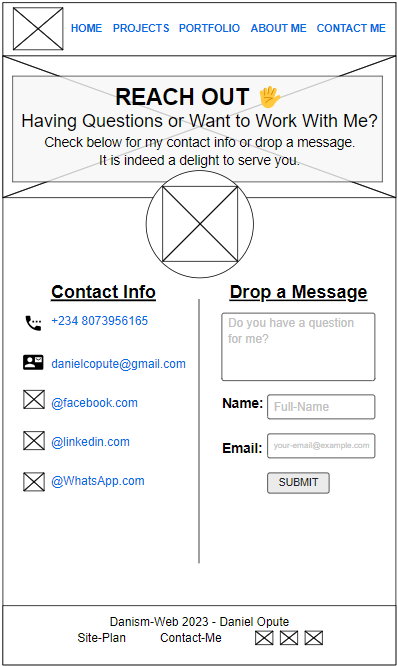 HOME PROJECTS PORTFOLIO ABOUT ME CONTACT ME
REACH OUT 🖐
Having Questions or Want to Work With Me?
Check below for my contact info or drop a message.
It is indeed a delight to serve you.
Contact Info
+234 8073956165
danielcopute@gmail.com
@facebook.com
@linkedin.com
@WhatsApp.com
Drop a Message
Do you have a question
for me?
Name: Full-Name
Email: your-email@example.com
SUBMIT
Danism-Web 2023 - Daniel Opute
Site-Plan Contact-Me